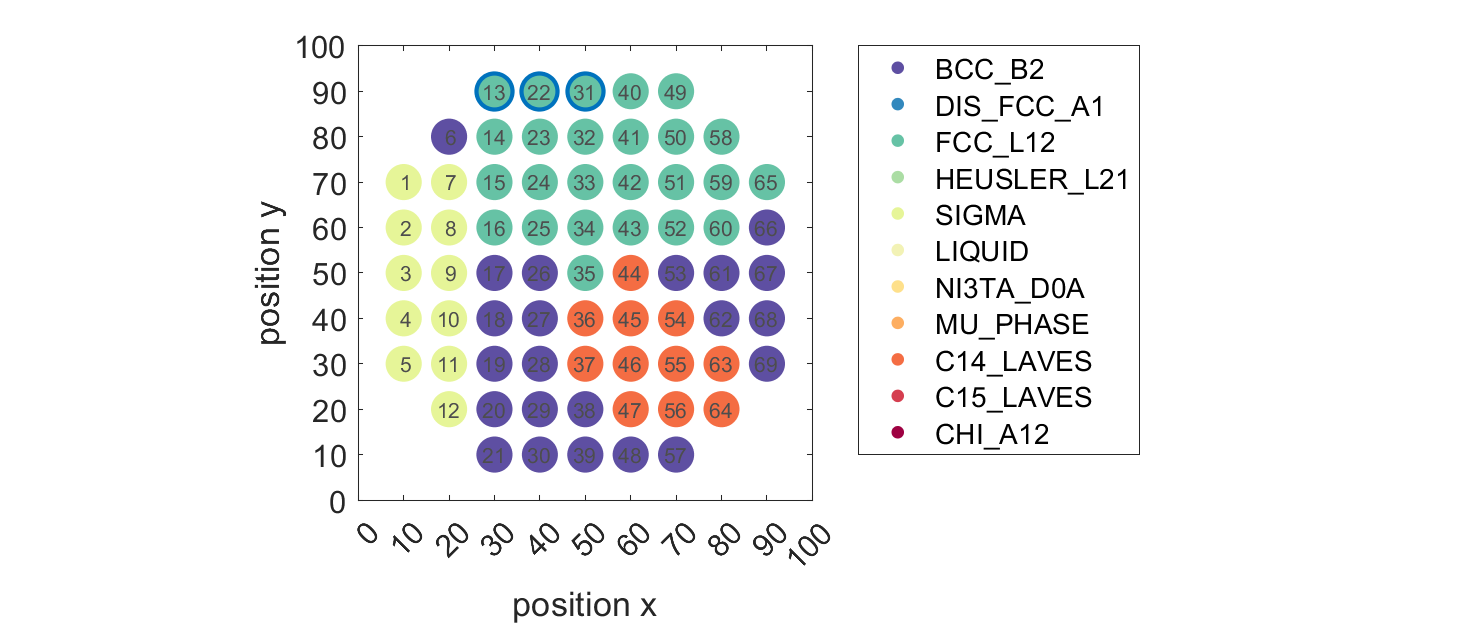 100
90
80
70
60
50
40
30
20
10
0
position y
13 22 31 40 49
6 14 23 32 41 50 58
1 7 15 24 33 42 51 59 65
2 8 16 25 34 43 52 60 66
3 9 17 26 35 44 53 61 67
4 10 18 27 36 45 54 62 68
5 11 19 28 37 46 55 63 69
12 20 29 38 47 56 64
21 30 39 48 57
0 10 20 30 40 50 60 70 80 90 100
position x
BCC_B2
DIS_FCC_A1
FCC_L12
HEUSLER_L21
SIGMA
LIQUID
NI3TA_D0A
MU_PHASE
C14_LAVES
C15_LAVES
CHI_A12